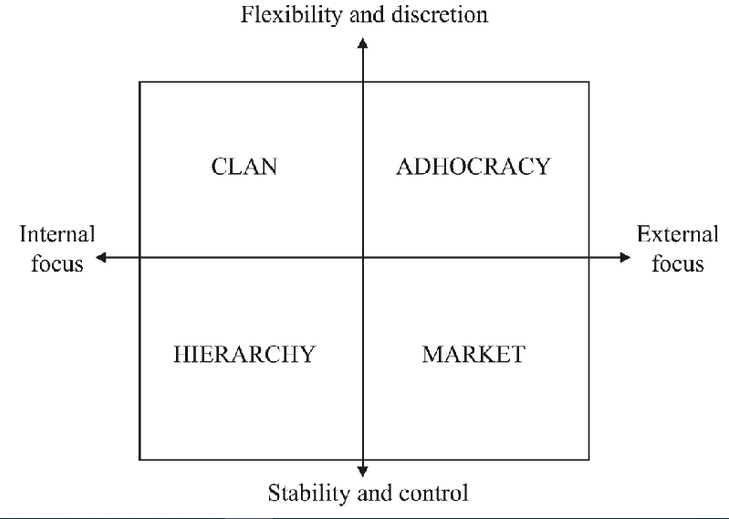 Flexibility and discretion
CLAN
ADHOCRACY
Internal
focus
External
focus
HIERARCHY
MARKET
Stability and control